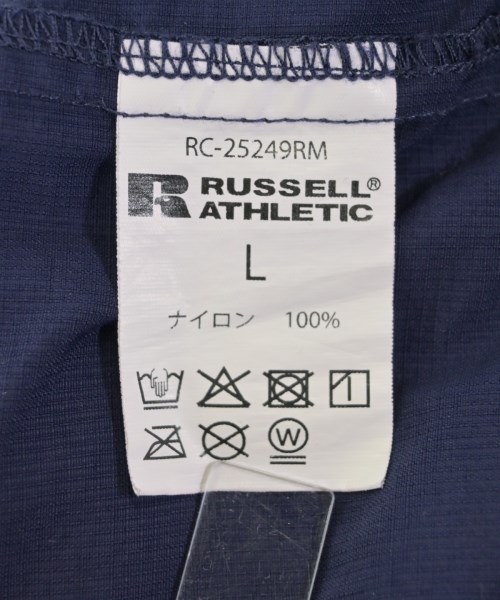 RC-25249RM
RUSSELL®
ATHLETIC
L
ナイロン 100%
W